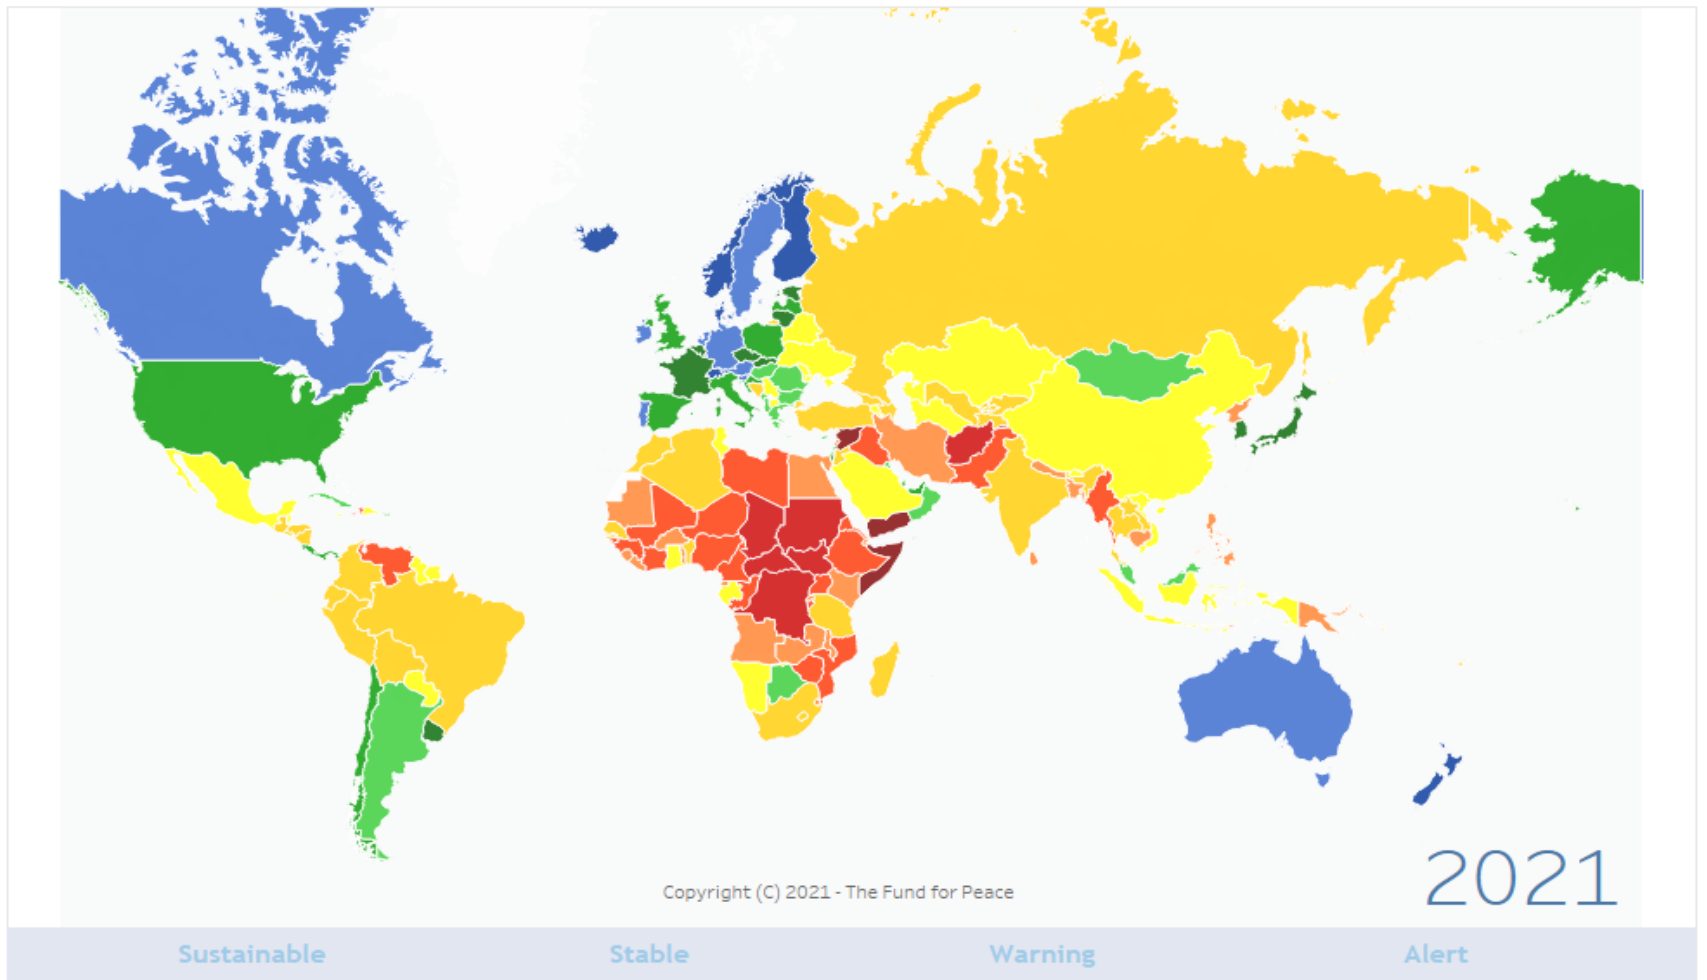 2021
Copyright (C) 2021 - The Fund for Peace
Sustainable Stable Warning Alert